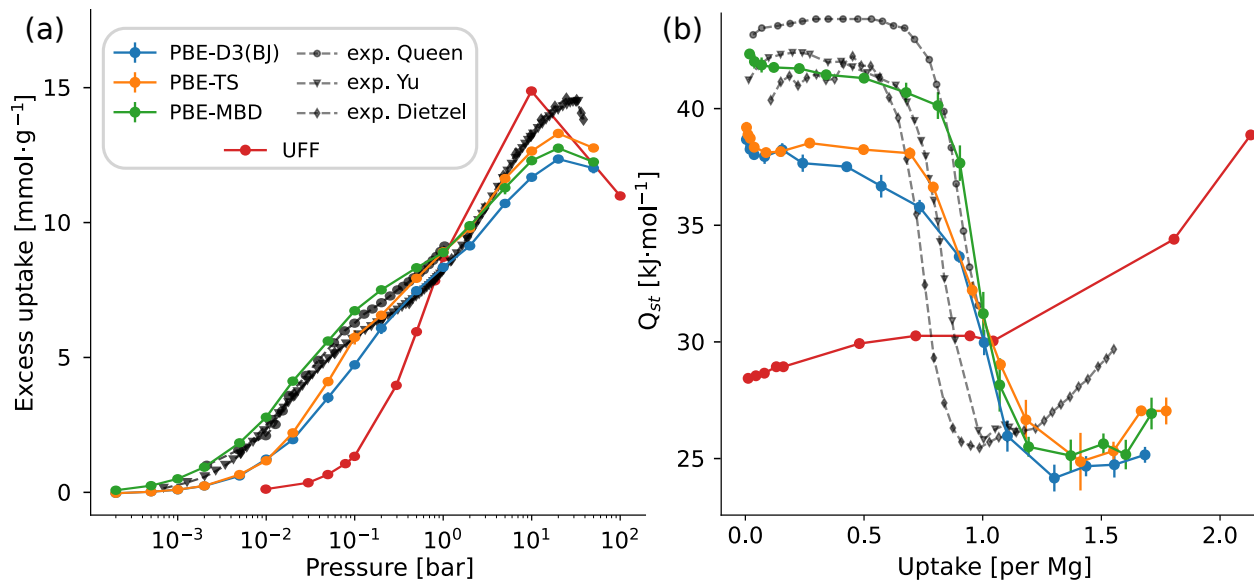 (a)
PBE-D3(BJ)
PBE-TS
PBE-MBD
exp. Queen
exp. Yu
exp. Dietzel
UFF
Excess uptake [mmol·g⁻¹]
15
10
5
0
10⁻³ 10⁻² 10⁻¹ 10⁰ 10¹ 10²
Pressure [bar]
(b)
Qst [kJ·mol⁻¹]
40
35
30
25
0.0 0.5 1.0 1.5 2.0
Uptake [per Mg]